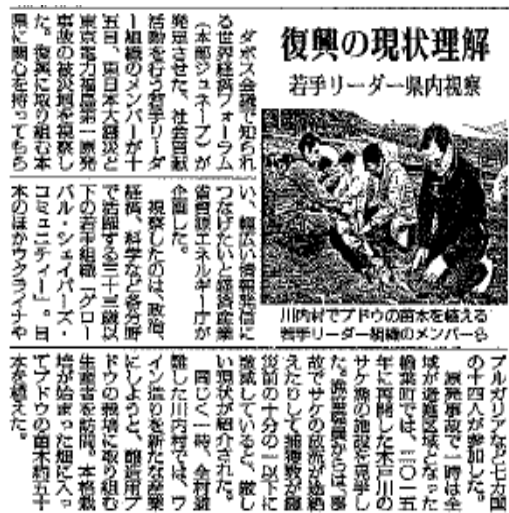 復興の現状理解
若手リーダー県内視察
川内村でブドウの苗木を植える
若手リーダー組織のメンバーら
ダボス会議で知られ
る世界経済フォーラム
（本部ジュネーブ）が
発足させた、社会貢献
活動を行う若手リーダ
ー組織のメンバーが十
五日、東日本大震災と
東京電力福島第一原発
事故の被災地を視察し
た。復興に取り組む本
県に関心を持ってもら
い、幅広い情報発信に
つなげたいと経済産業
省資源エネルギー庁が
企画した。
視察したのは、政治、
経済、科学など各分野
で活躍する三十三歳以
下の若手組織「グロー
バル・シェイパーズ・
コミュニティー」。日
本のほかウクライナや
ブルガリアなど七カ国
の十四人が参加した。
原発事故で一時は全
域が避難区域となった
楢葉町では、二〇一五
年に再開した木戸川の
サケ漁の施設を見学し
た。漁業者からは、事
故でサケの放流が途絶
えたりして捕獲数が震
災前の十分の一以下に
激減しているなど、厳し
い現状が紹介された。
同じく一時、全村避
難した川内村では、ワ
イン造りを新たな産業
にしようと、醸造用ブ
ドウの栽培に取り組む
生産者を訪問。本格栽
培が始まった畑に入っ
てブドウの苗木約五十
本を植えた。